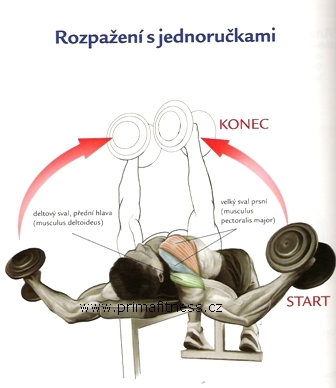 Rozpažení s jednoručkami
KONEC
deltový sval, přední hlava
(musculus deltoideus)
velký sval prsní
(musculus
pectoralis major)
START
www.primafitness.cz